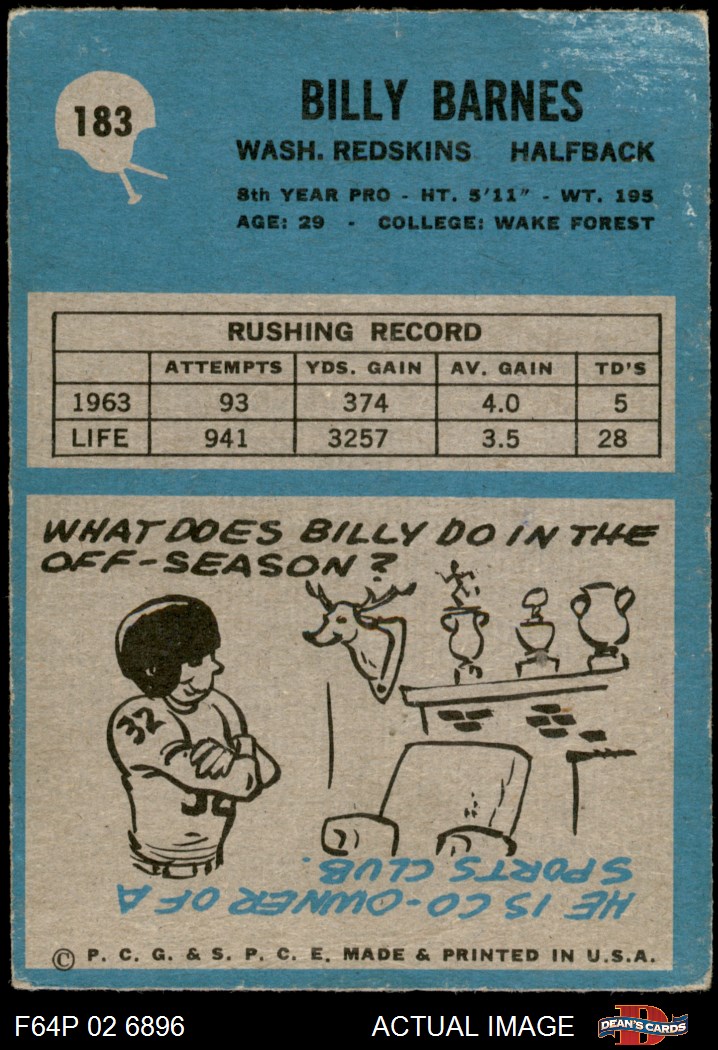 183
BILLY BARNES
WASH. REDSKINS HALFBACK
8th YEAR PRO - HT. 5'11" - WT. 195
AGE: 29 - COLLEGE: WAKE FOREST
RUSHING RECORD
ATTEMPTS YDS. GAIN AV. GAIN TD'S
1963 93 374 4.0 5
LIFE 941 3257 3.5 28
WHAT DOES BILLY DO IN THE
OFF-SEASON?
32
32
HE IS CO-OWNER OF A
SPORTS CLUB.
© P. C. G. & S. P. C. E. MADE & PRINTED IN U.S.A.
F64P 02 6896 ACTUAL IMAGE
D
DEAN'S CARDS